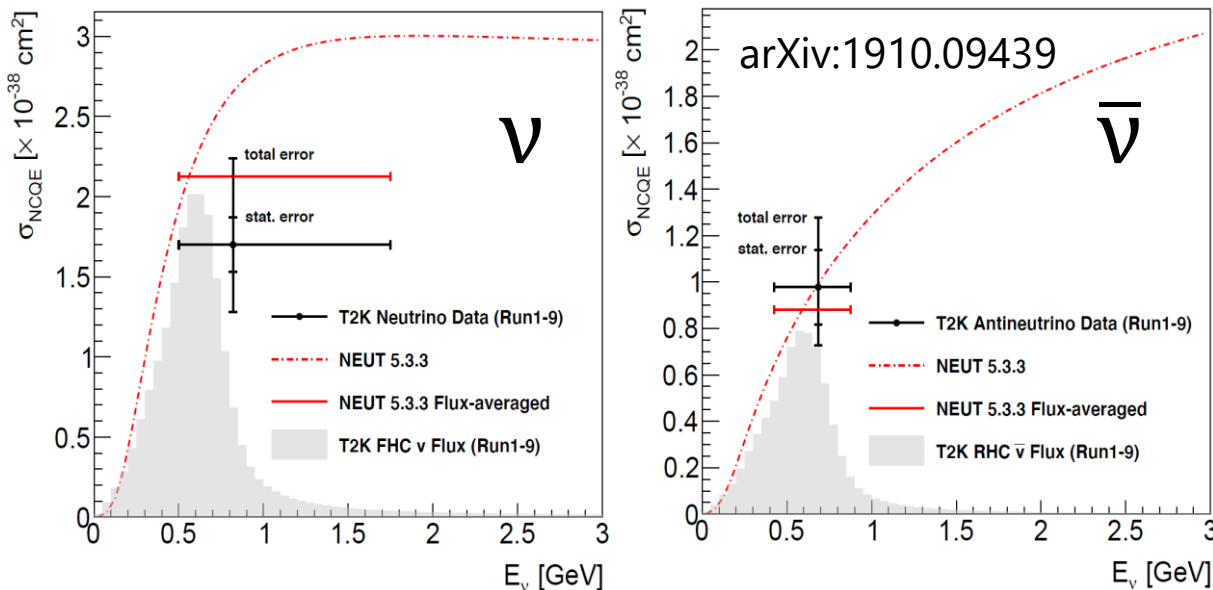 σNCQE [× 10-38 cm2]
3
2.5
2
1.5
1
0.5
0
ν
total error
stat. error
T2K Neutrino Data (Run1-9)
NEUT 5.3.3
NEUT 5.3.3 Flux-averaged
T2K FHC ν Flux (Run1-9)
0 0.5 1 1.5 2 2.5 3
Eν [GeV]
σNCQE [× 10-38 cm2]
2
1.8
1.6
1.4
1.2
1
0.8
0.6
0.4
0.2
0
arXiv:1910.09439
ν̅
total error
stat. error
T2K Antineutrino Data (Run1-9)
NEUT 5.3.3
NEUT 5.3.3 Flux-averaged
T2K RHC ν̅ Flux (Run1-9)
0 0.5 1 1.5 2 2.5 3
Eν [GeV]